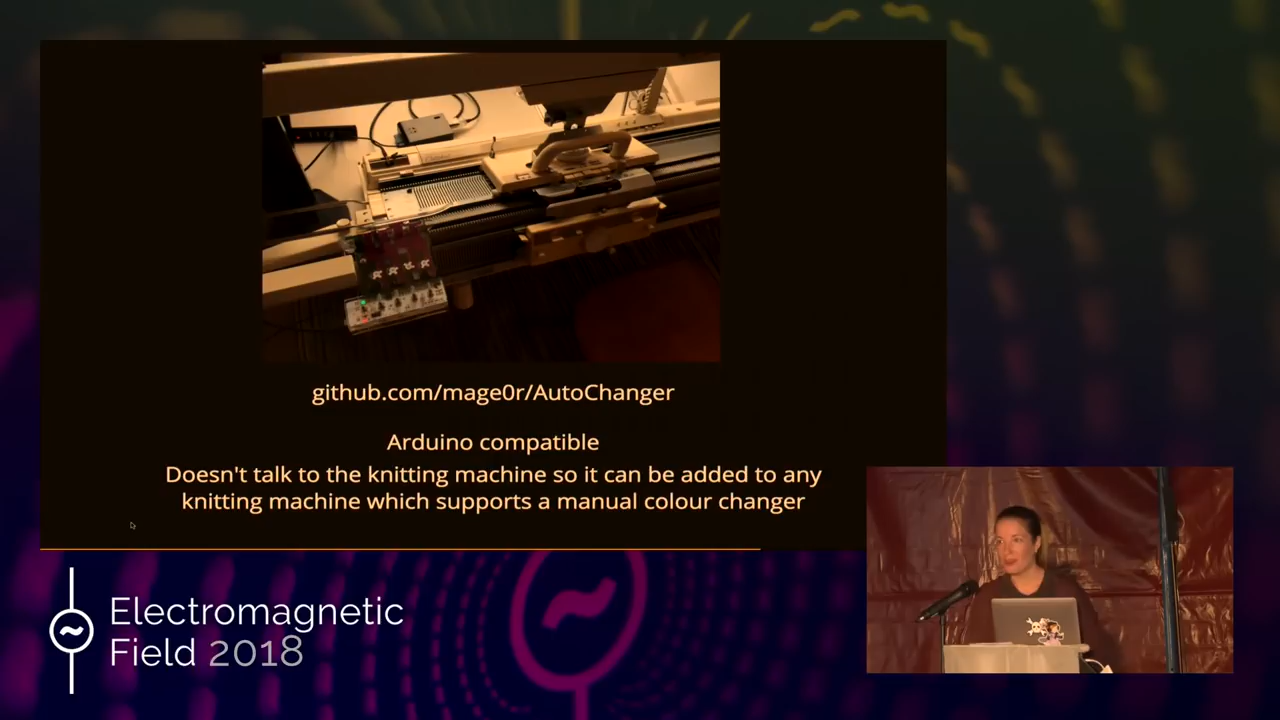 github.com/mage0r/AutoChanger
Arduino compatible
Doesn't talk to the knitting machine so it can be added to any
knitting machine which supports a manual colour changer
Electromagnetic
Field 2018